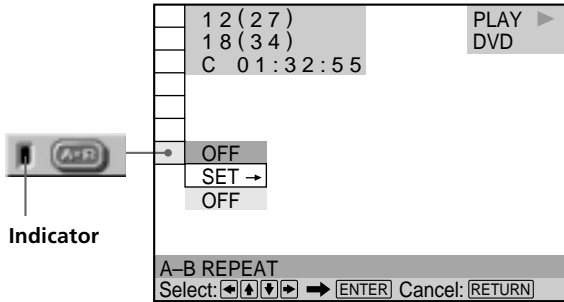 12(27)
18(34)
C 01:32:55
PLAY ▶
DVD
A-B
OFF
SET →
OFF
Indicator
A–B REPEAT
Select: ← ↑ ↓ → ➡ ENTER Cancel: RETURN